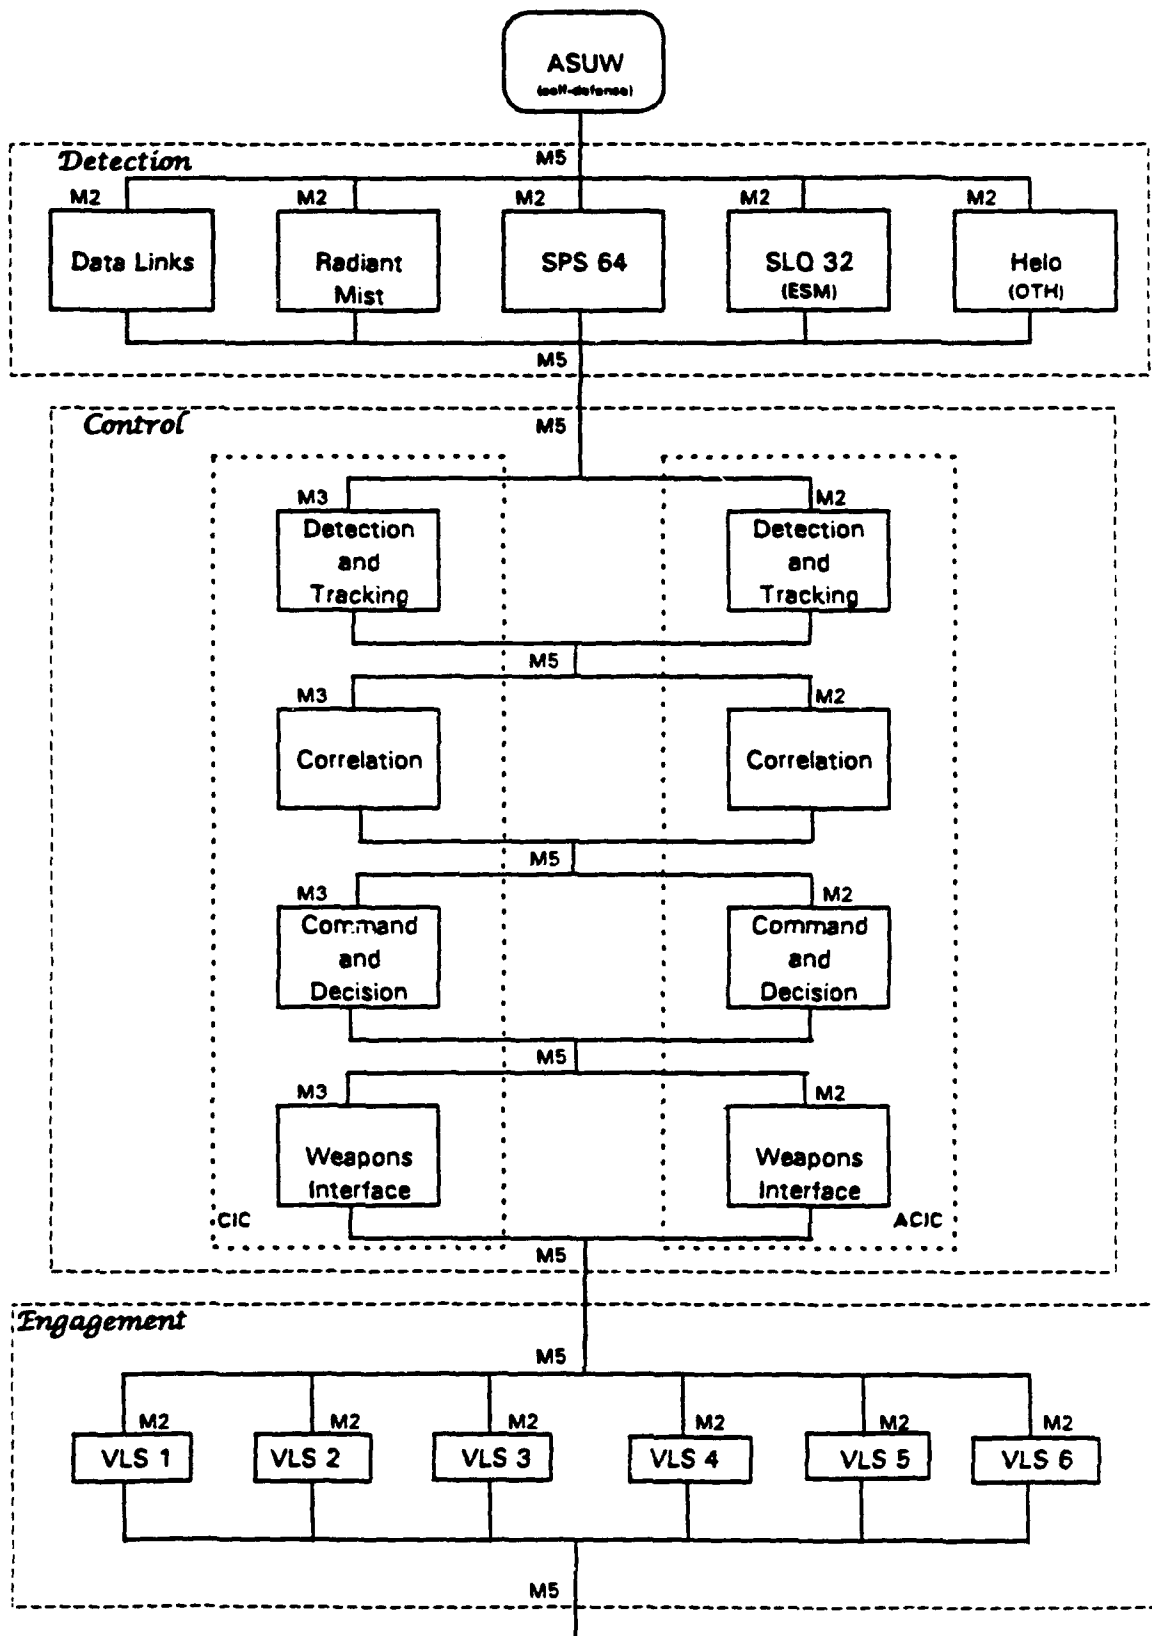 ASUW
(self-defense)
M5
Detection
M2 M2 M2 M2 M2
Data Links
Radiant
Mist
SPS 64
SLQ 32
(ESM)
Helo
(OTH)
M5
M5
Control
M3 M2
Detection
and
Tracking
Detection
and
Tracking
M5
M3 M2
Correlation
Correlation
M5
M3 M2
Command
and
Decision
Command
and
Decision
M5
M3 M2
Weapons
Interface
Weapons
Interface
CIC
ACIC
M5
Engagement
M5
M2 M2 M2 M2 M2 M2
VLS 1
VLS 2
VLS 3
VLS 4
VLS 5
VLS 6
M5